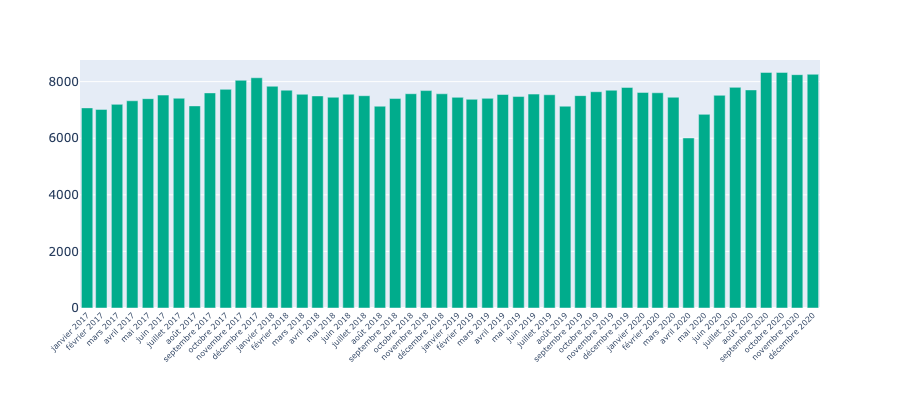 8000
6000
4000
2000
0
janvier 2017
février 2017
mars 2017
avril 2017
mai 2017
juin 2017
juillet 2017
août 2017
septembre 2017
octobre 2017
novembre 2017
décembre 2017
janvier 2018
février 2018
mars 2018
avril 2018
mai 2018
juin 2018
juillet 2018
août 2018
septembre 2018
octobre 2018
novembre 2018
décembre 2018
janvier 2019
février 2019
mars 2019
avril 2019
mai 2019
juin 2019
juillet 2019
août 2019
septembre 2019
octobre 2019
novembre 2019
décembre 2019
janvier 2020
février 2020
mars 2020
avril 2020
mai 2020
juin 2020
juillet 2020
août 2020
septembre 2020
octobre 2020
novembre 2020
décembre 2020